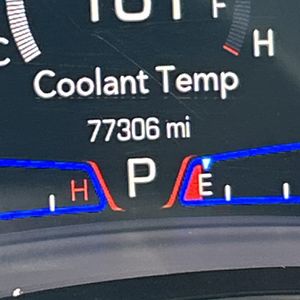 F
C H
Coolant Temp
77306 mi
H P E